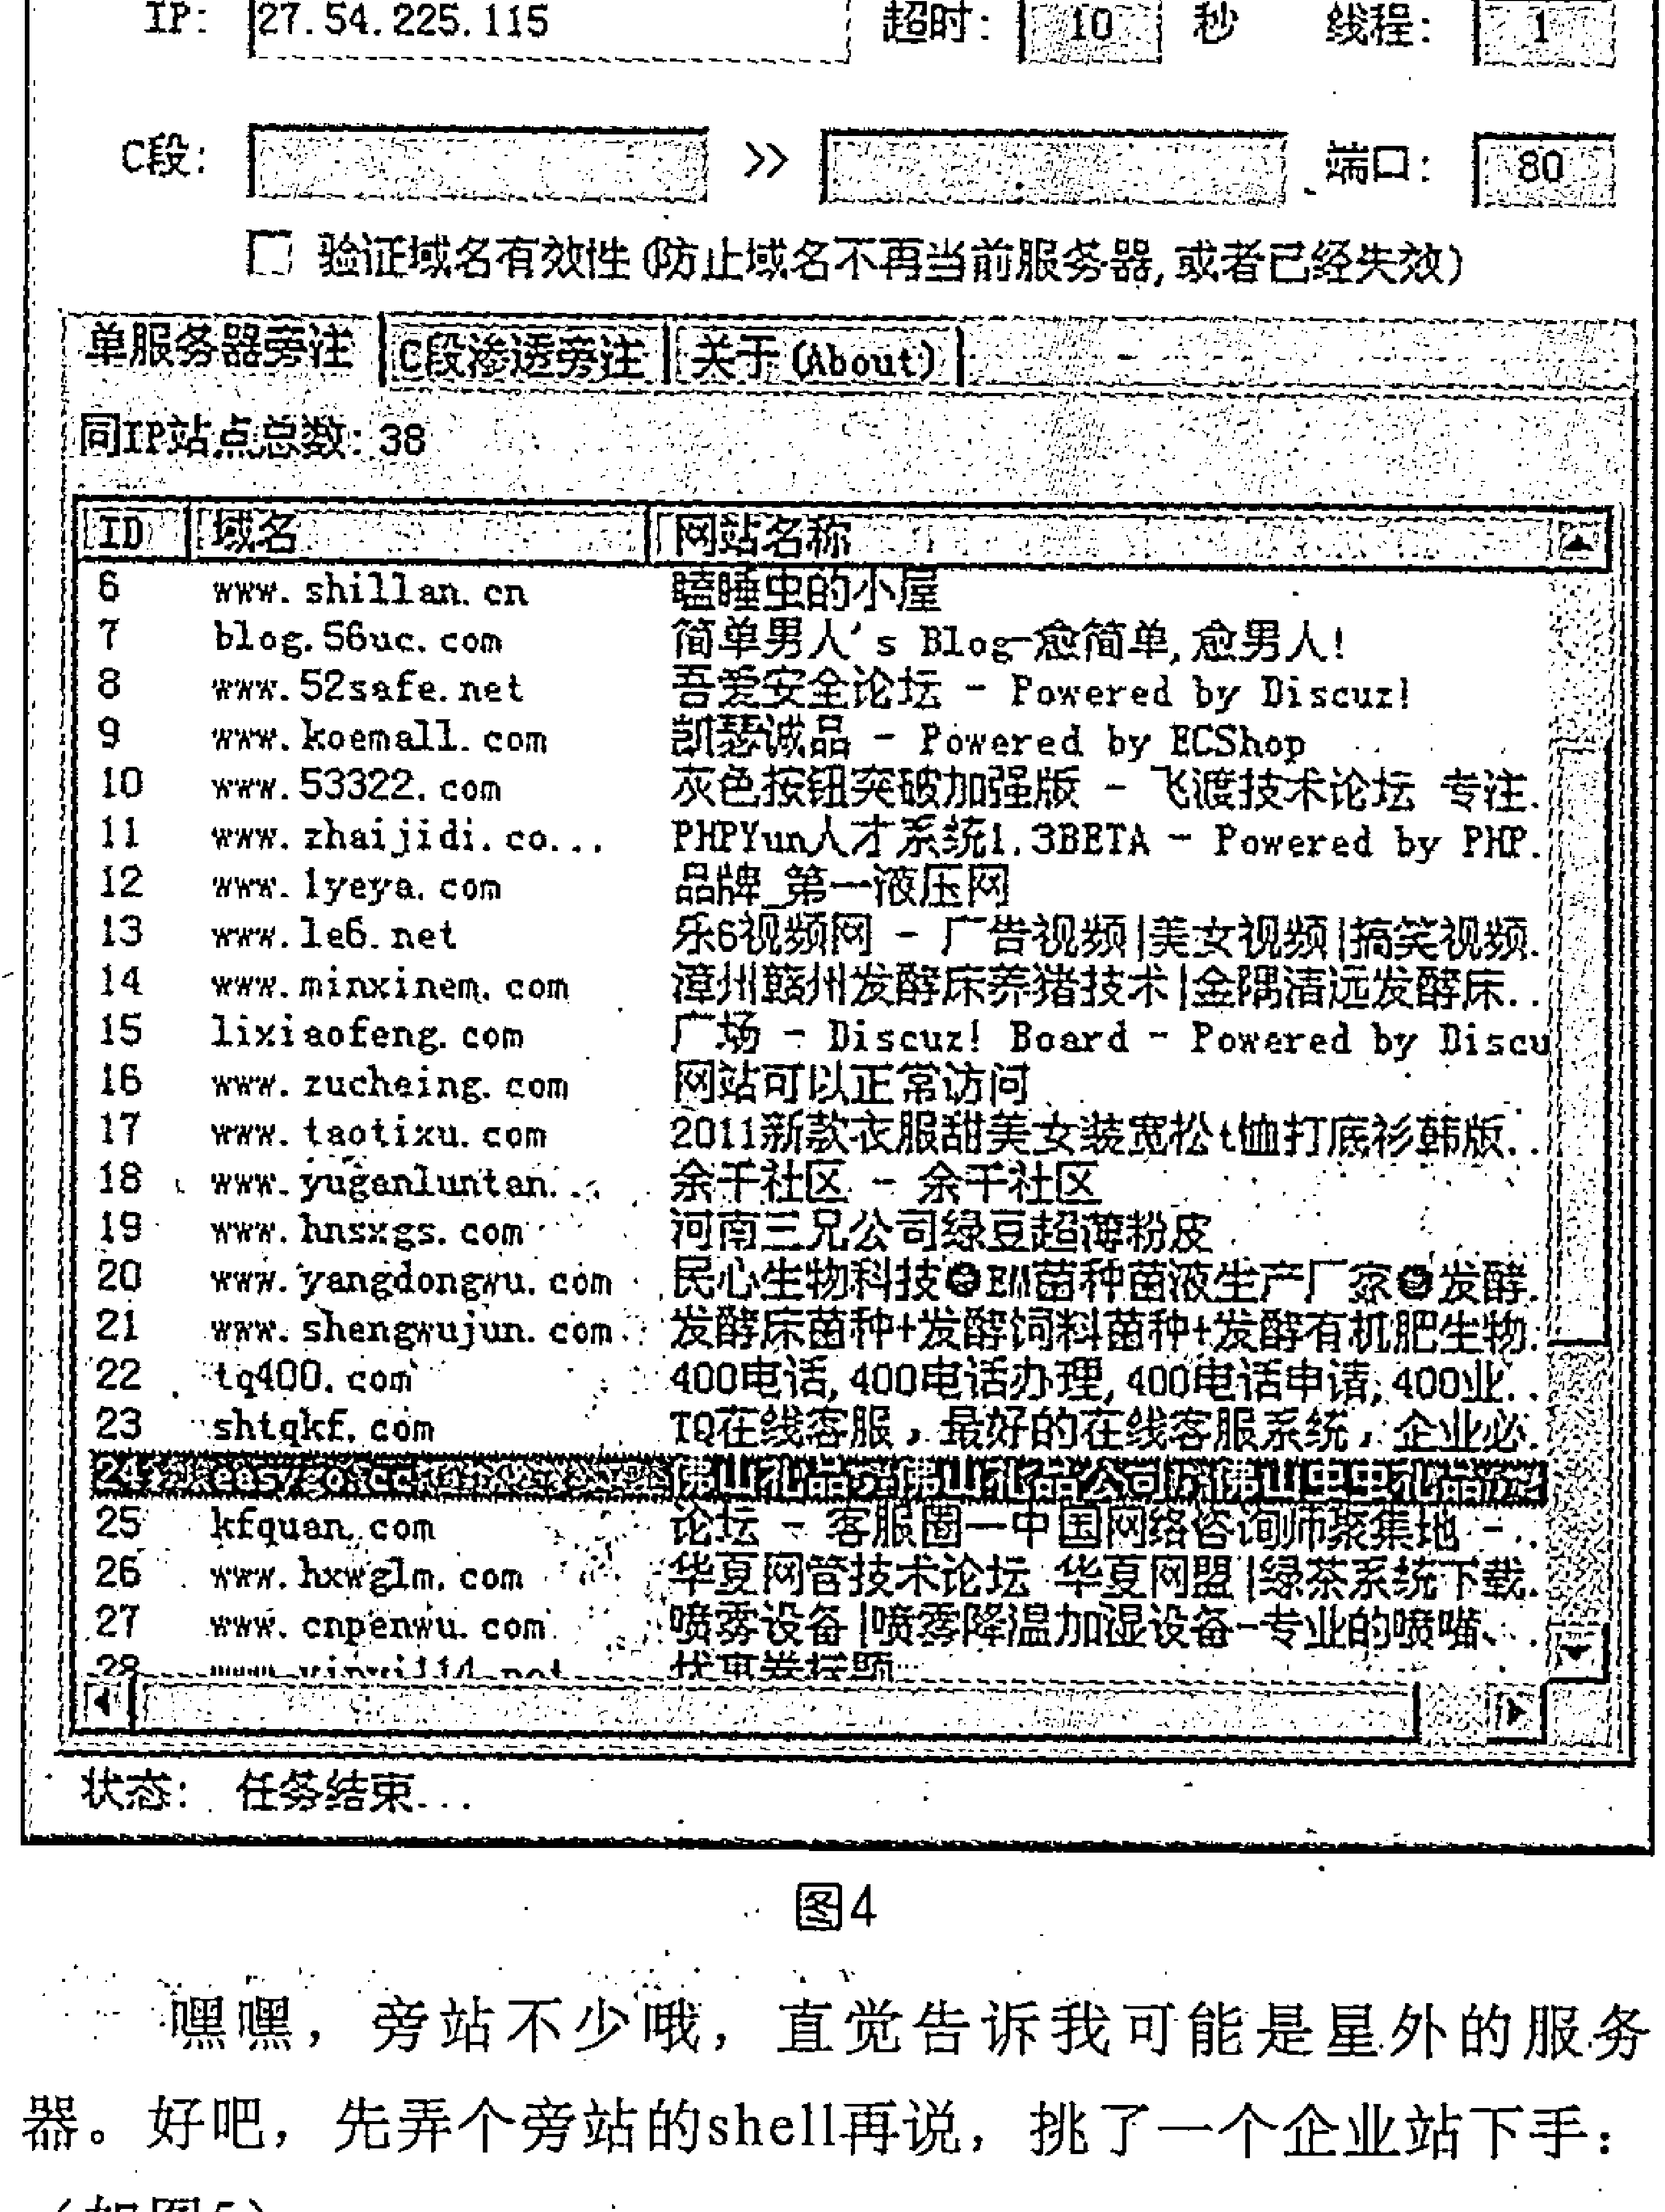 IP: 27.54.225.115 超时: 10 秒 线程: 1
C段: >> 端口: 80
验证域名有效性(防止域名不再当前服务器,或者已经失效)
单服务器旁注 C段渗透旁注 关于(About)
同IP站点总数: 38
ID 域名 网站名称
6 www.shillan.cn 瞌睡虫的小屋
7 blog.56uc.com 简单男人's Blog-愈简单,愈男人!
8 www.52safe.net 吾爱安全论坛 - Powered by Discuz!
9 www.koemall.com 凯瑟诚品 - Powered by ECShop
10 www.53322.com 灰色按钮突破加强版 - 飞渡技术论坛 专注.
11 www.zhaijidi.co... PHPYun人才系统1.3BETA - Powered by PHP.
12 www.1yeya.com 品牌_第一液压网
13 www.le6.net 乐6视频网 - 广告视频|美女视频|搞笑视频.
14 www.minxinem.com 漳州赣州发酵床养猪技术|金隅清远发酵床..
15 lixiaofeng.com 广场 - Discuz! Board - Powered by Discu
16 www.zucheing.com 网站可以正常访问
17 www.taotixu.com 2011新款衣服甜美女装宽松t恤打底衫韩版..
18 www.yuganluntan... 余干社区 - 余干社区
19 www.hnsxgs.com 河南三兄公司绿豆超薄粉皮
20 www.yangdongwu.com 民心生物科技☻EM菌种菌液生产厂家☻发酵.
21 www.shengwujun.com 发酵床菌种+发酵饲料菌种+发酵有机肥生物.
22 tq400.com 400电话,400电话办理,400电话申请,400业..
23 shtqkf.com TQ在线客服，最好的在线客服系统，企业必.
24 佛山礼品 佛山礼品公司
25 kfquan.com 论坛 - 客服圈—中国网络咨询师聚集地 -.
26 www.hxwglm.com 华夏网管技术论坛 华夏网盟|绿茶系统下载.
27 www.cnpenwu.com 喷雾设备|喷雾降温加湿设备-专业的喷嘴、.
28 优惠券标题
状态: 任务结束...
图4
嘿嘿，旁站不少哦，直觉告诉我可能是星外的服务
器。好吧，先弄个旁站的shell再说，挑了一个企业站下手：
（如图5）